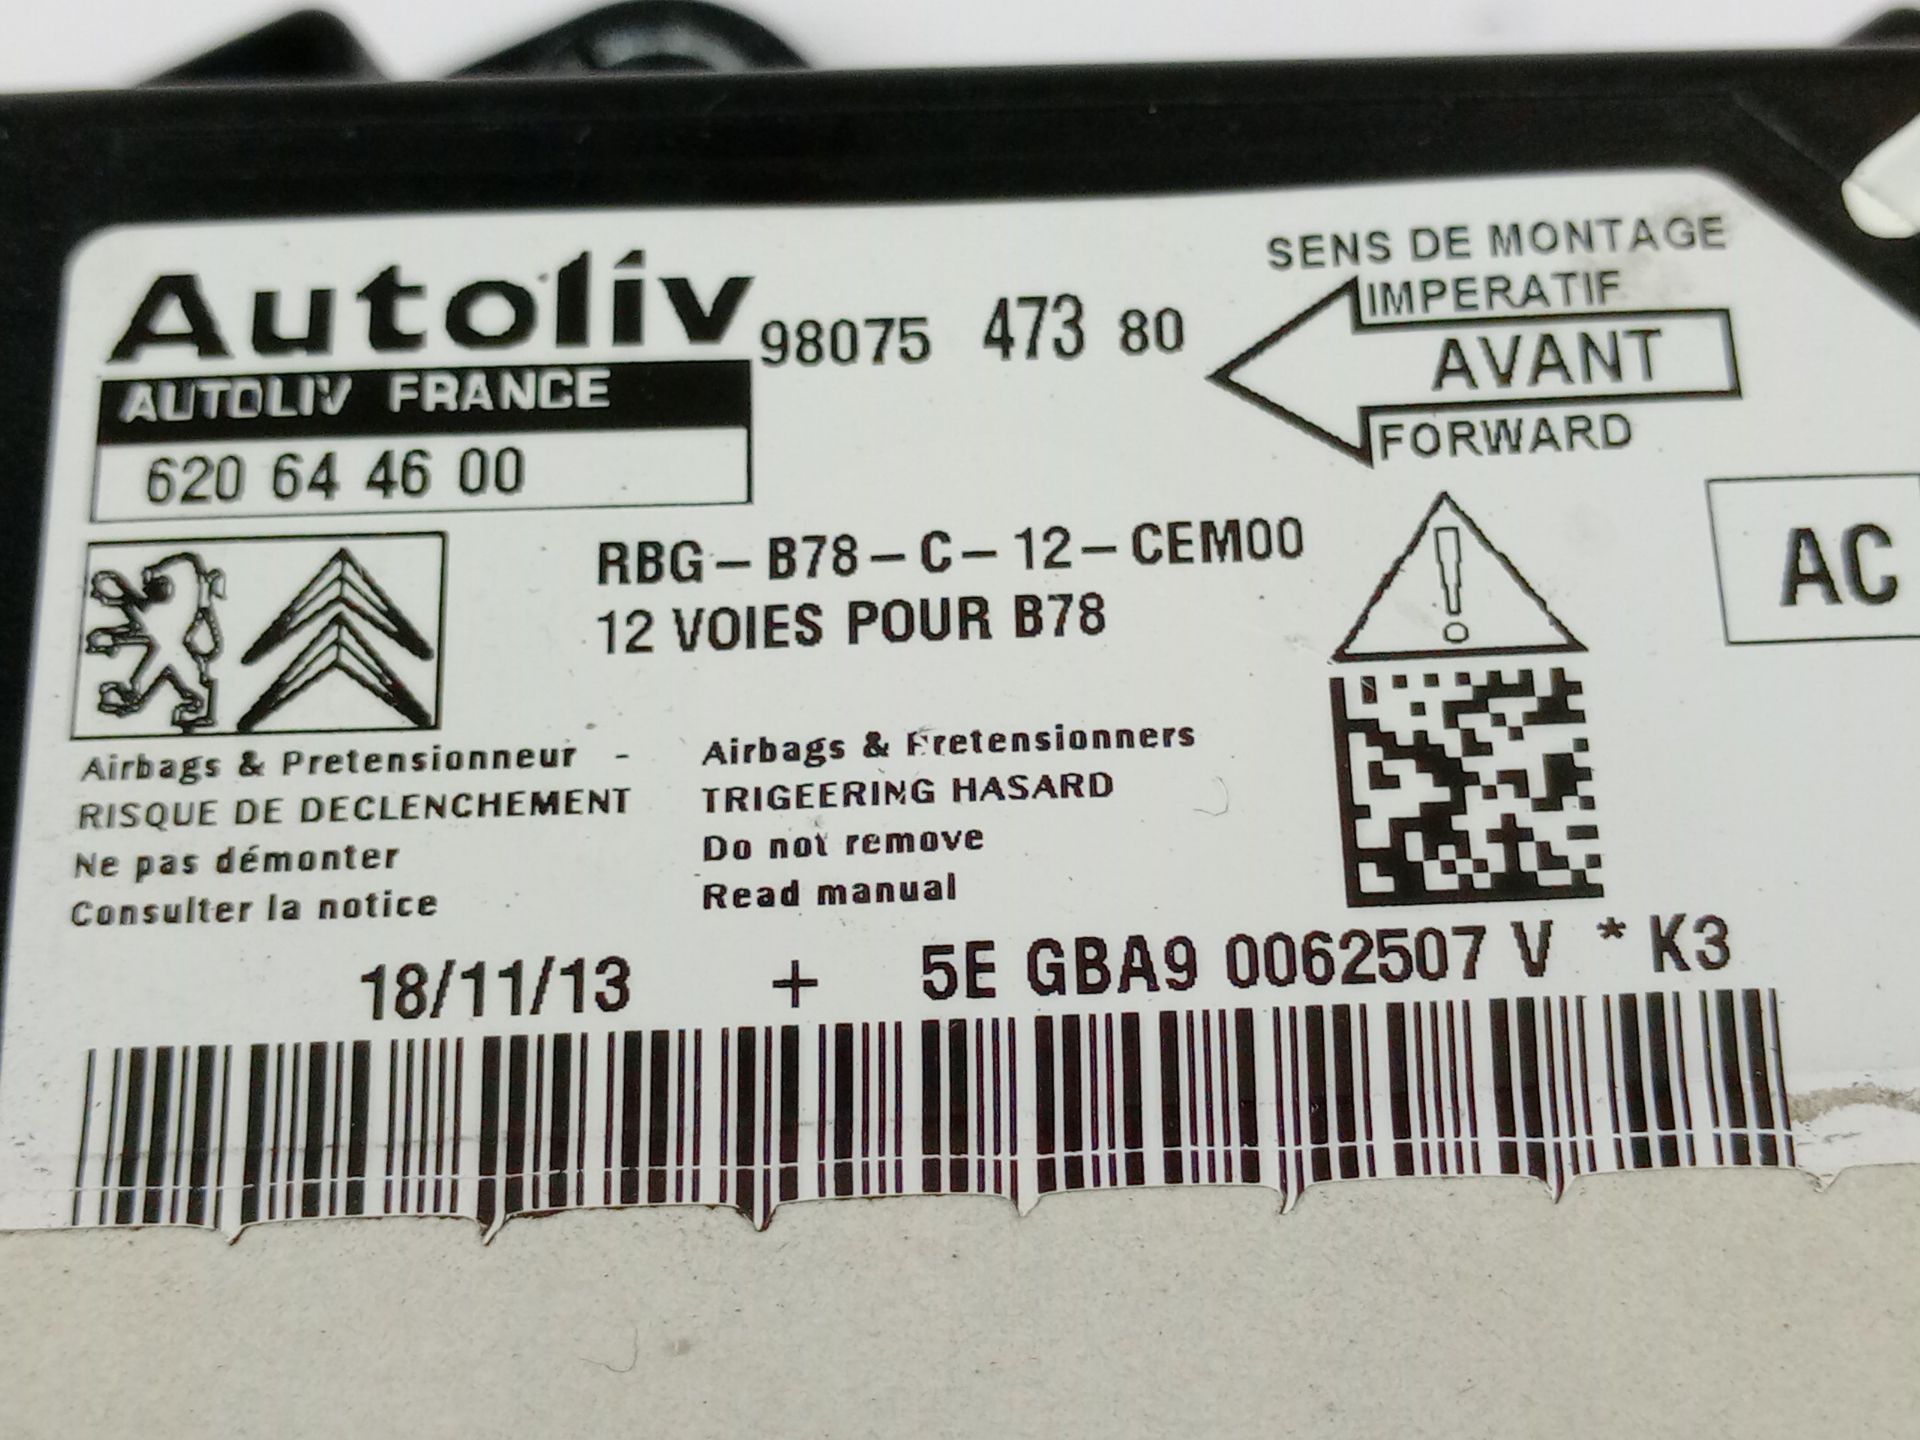 Autoliv
98075 473 80
SENS DE MONTAGE
IMPERATIF
AVANT
FORWARD
AUTOLIV FRANCE
620 64 46 00
AC
RBG-B78-C-12-CEM00
12 VOIES POUR B78
Airbags & Pretensionneur -
RISQUE DE DECLENCHEMENT
Ne pas démonter
Consulter la notice
Airbags & Pretensionners
TRIGEERING HASARD
Do not remove
Read manual
18/11/13 + 5E GBA9 0062507 V * K3